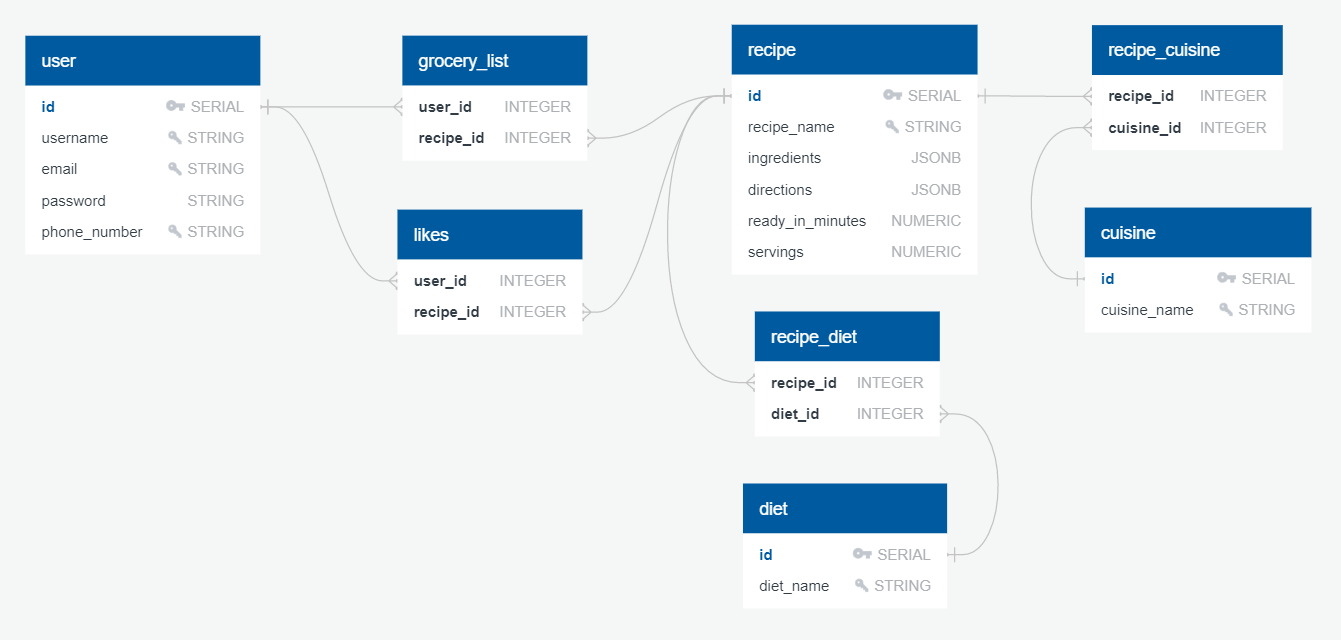 user
id SERIAL
username STRING
email STRING
password STRING
phone_number STRING
grocery_list
user_id INTEGER
recipe_id INTEGER
likes
user_id INTEGER
recipe_id INTEGER
recipe
id SERIAL
recipe_name STRING
ingredients JSONB
directions JSONB
ready_in_minutes NUMERIC
servings NUMERIC
recipe_diet
recipe_id INTEGER
diet_id INTEGER
diet
id SERIAL
diet_name STRING
recipe_cuisine
recipe_id INTEGER
cuisine_id INTEGER
cuisine
id SERIAL
cuisine_name STRING